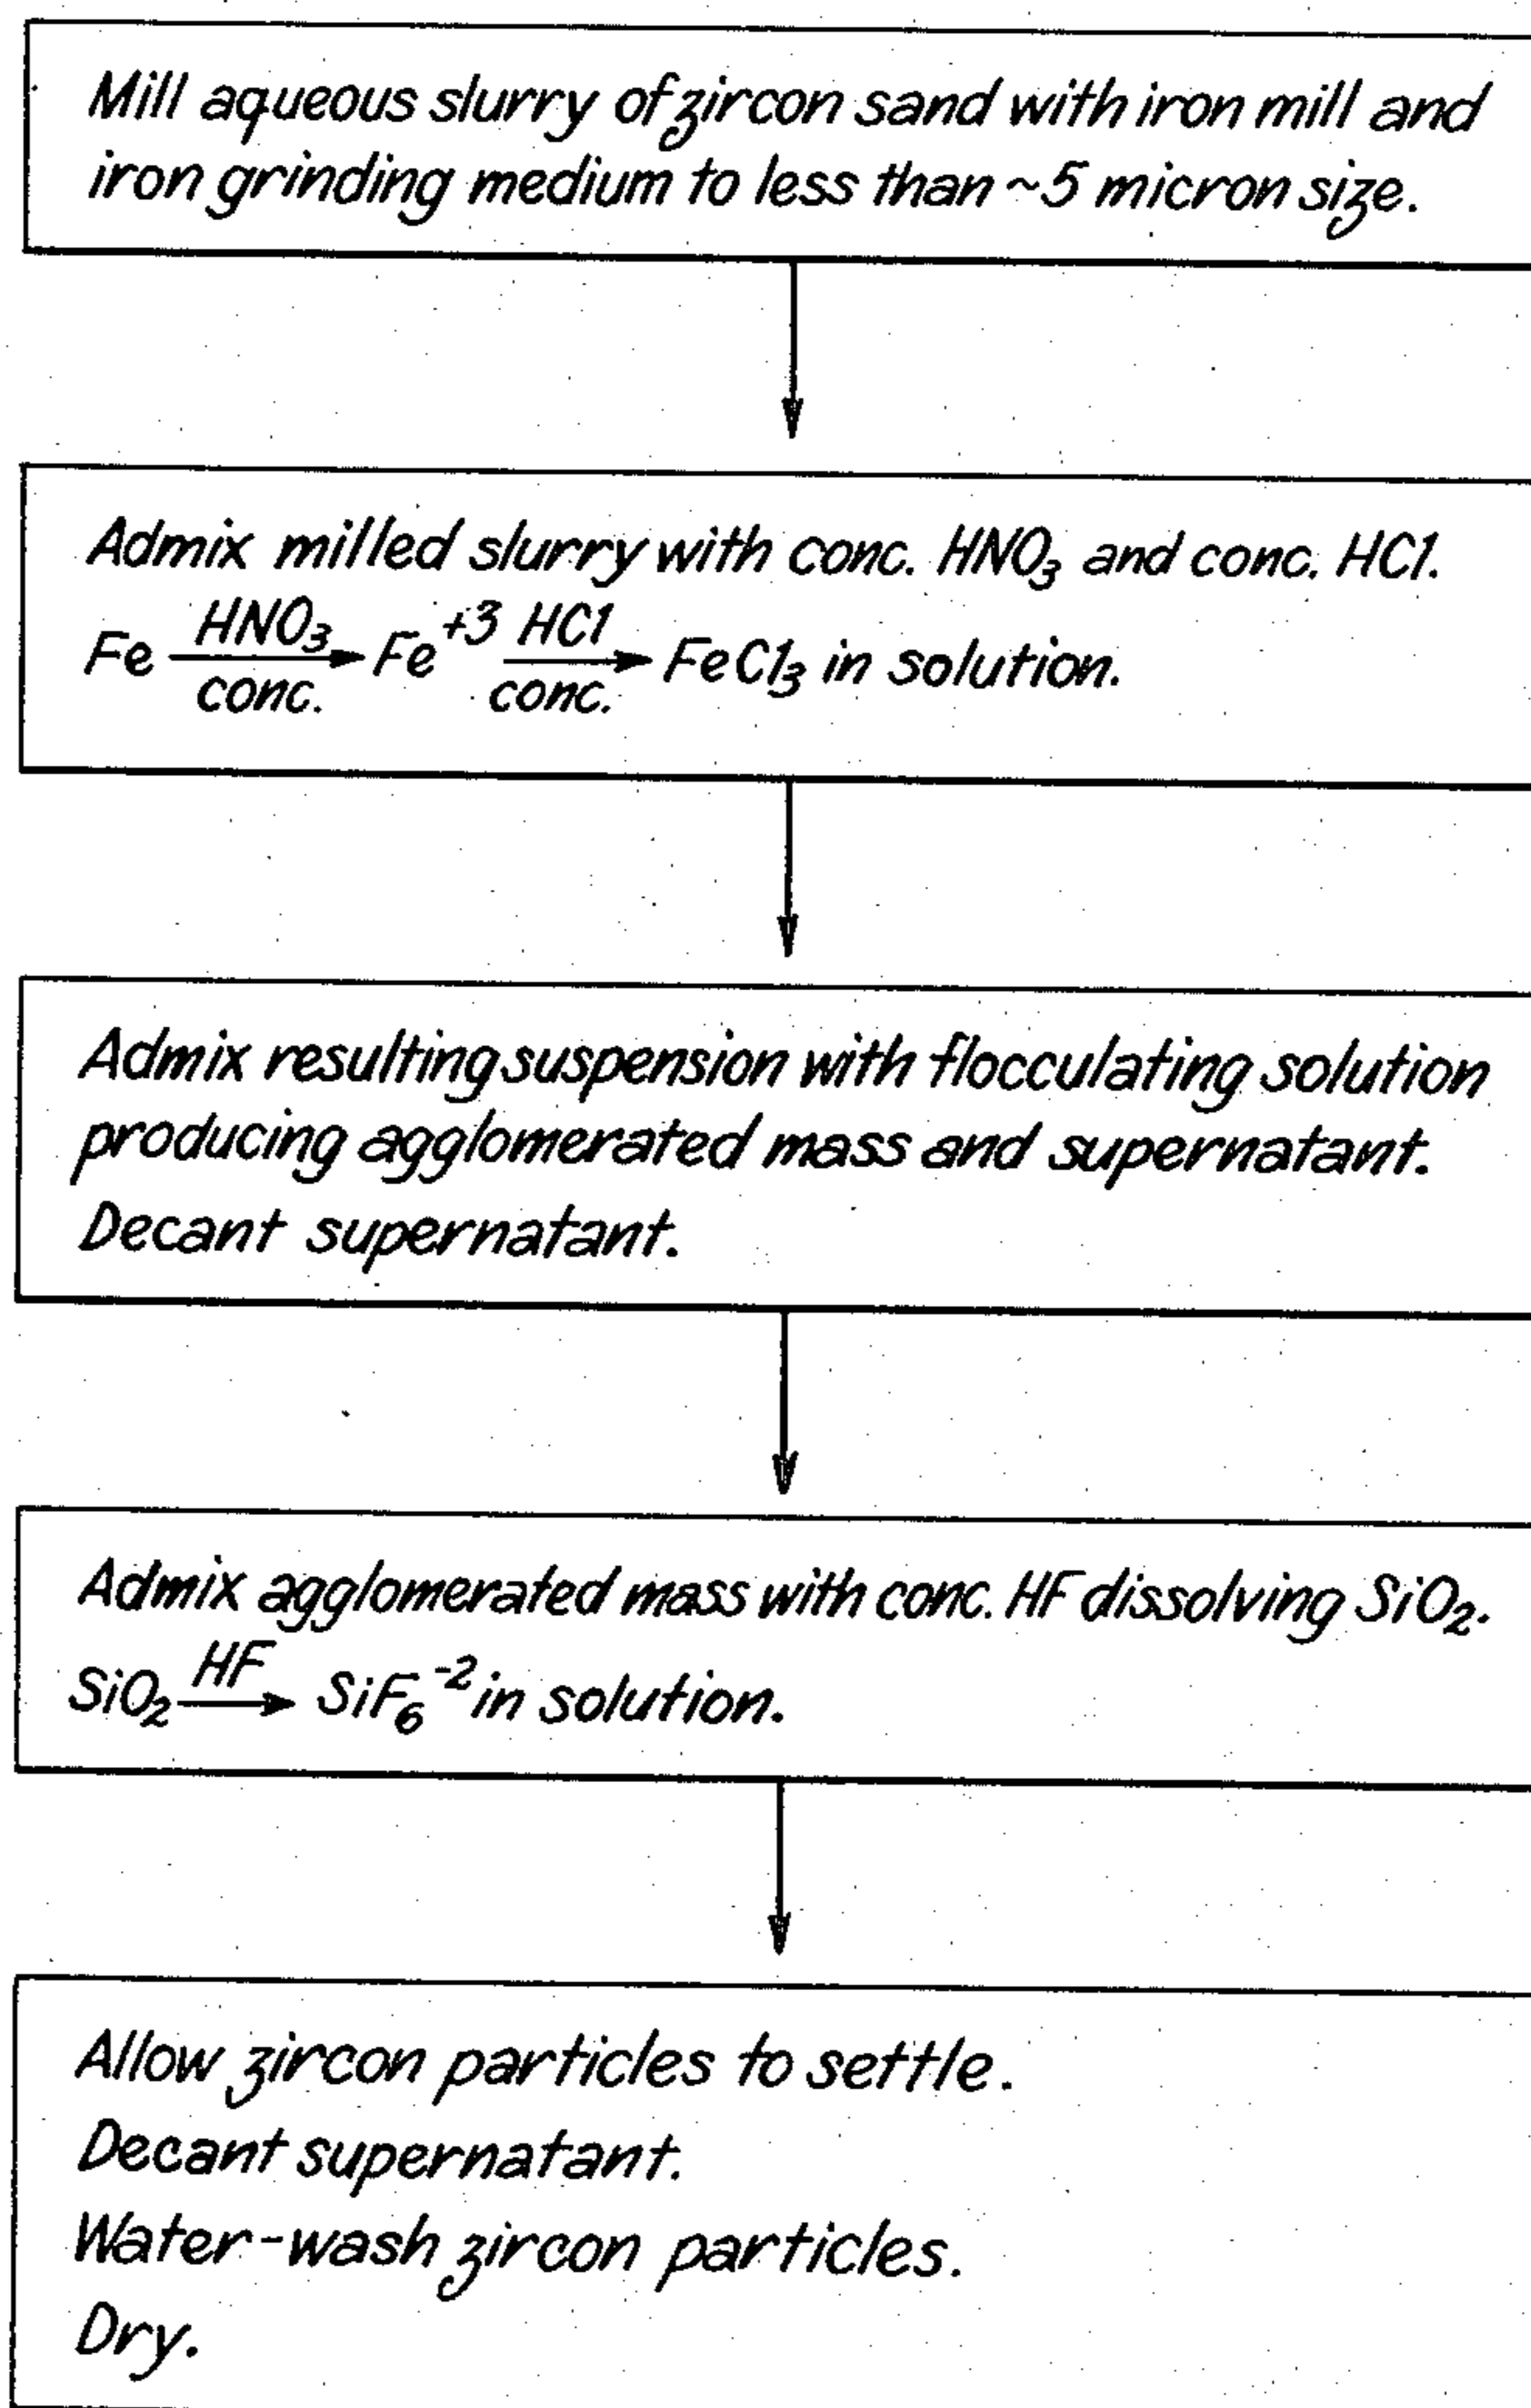 Mill aqueous slurry of zircon sand with iron mill and
iron grinding medium to less than ~5 micron size.
Admix milled slurry with conc. HNO₃ and conc. HCl.
Fe HNO₃ conc. → Fe⁺³ HCl conc. → FeCl₃ in solution.
Admix resulting suspension with flocculating solution
producing agglomerated mass and supernatant.
Decant supernatant.
Admix agglomerated mass with conc. HF dissolving SiO₂.
SiO₂ HF → SiF₆⁻² in solution.
Allow zircon particles to settle.
Decant supernatant.
Water-wash zircon particles.
Dry.